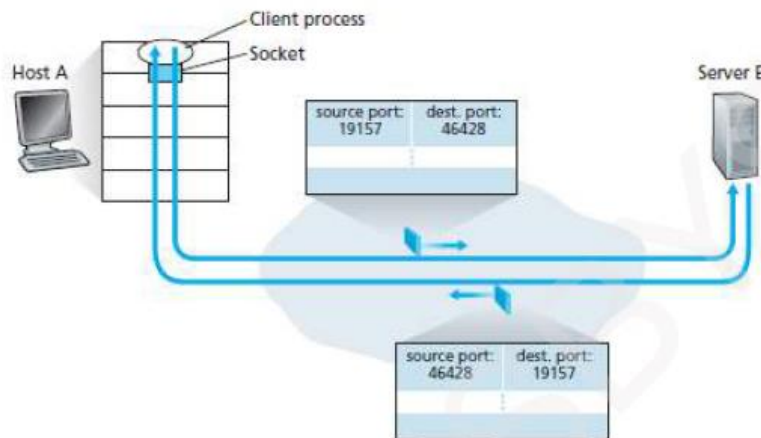 Client process
Socket
Host A
Server B
source port: dest. port:
19157 46428
source port: dest. port:
46428 19157